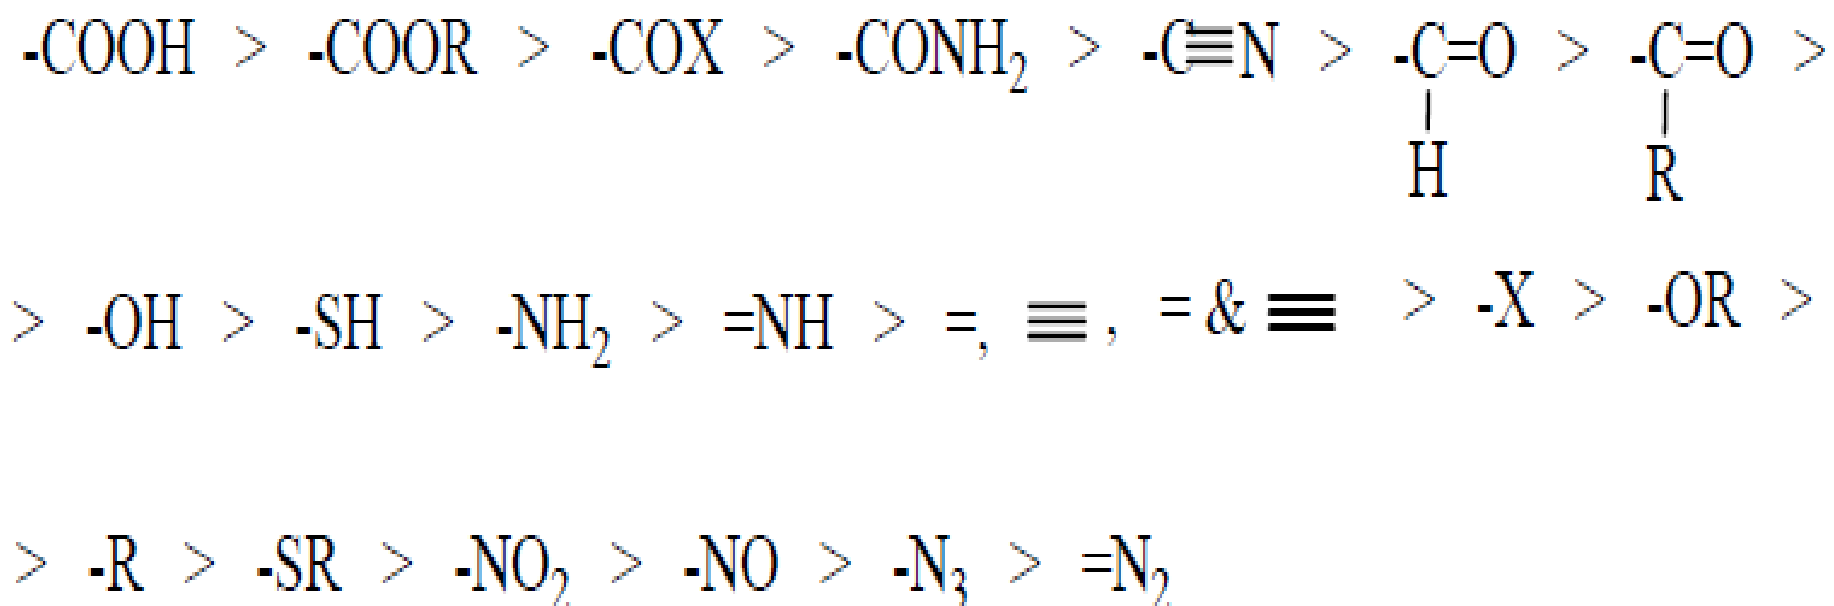 -COOH > -COOR > -COX > -CONH₂ > -C≡N > -C=O > -C=O >
H R
> -OH > -SH > -NH₂ > =NH > =, ≡, = & ≡ > -X > -OR >
> -R > -SR > -NO₂ > -NO > -N₃ > =N₂